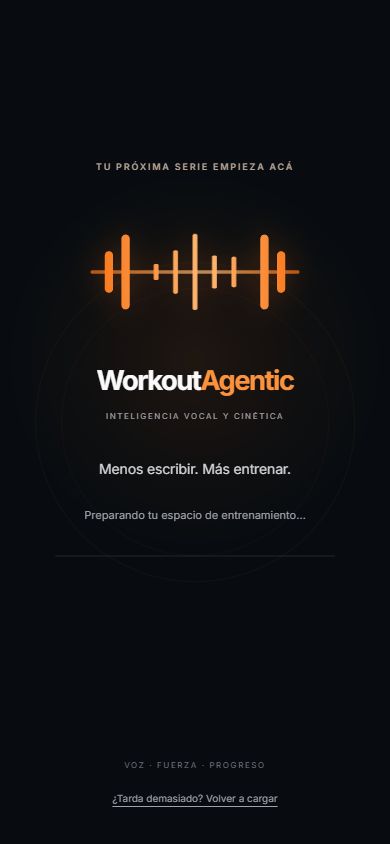 TU PRÓXIMA SERIE EMPIEZA ACÁ
WorkoutAgentic
INTELIGENCIA VOCAL Y CINÉTICA
Menos escribir. Más entrenar.
Preparando tu espacio de entrenamiento...
VOZ · FUERZA · PROGRESO
¿Tarda demasiado? Volver a cargar